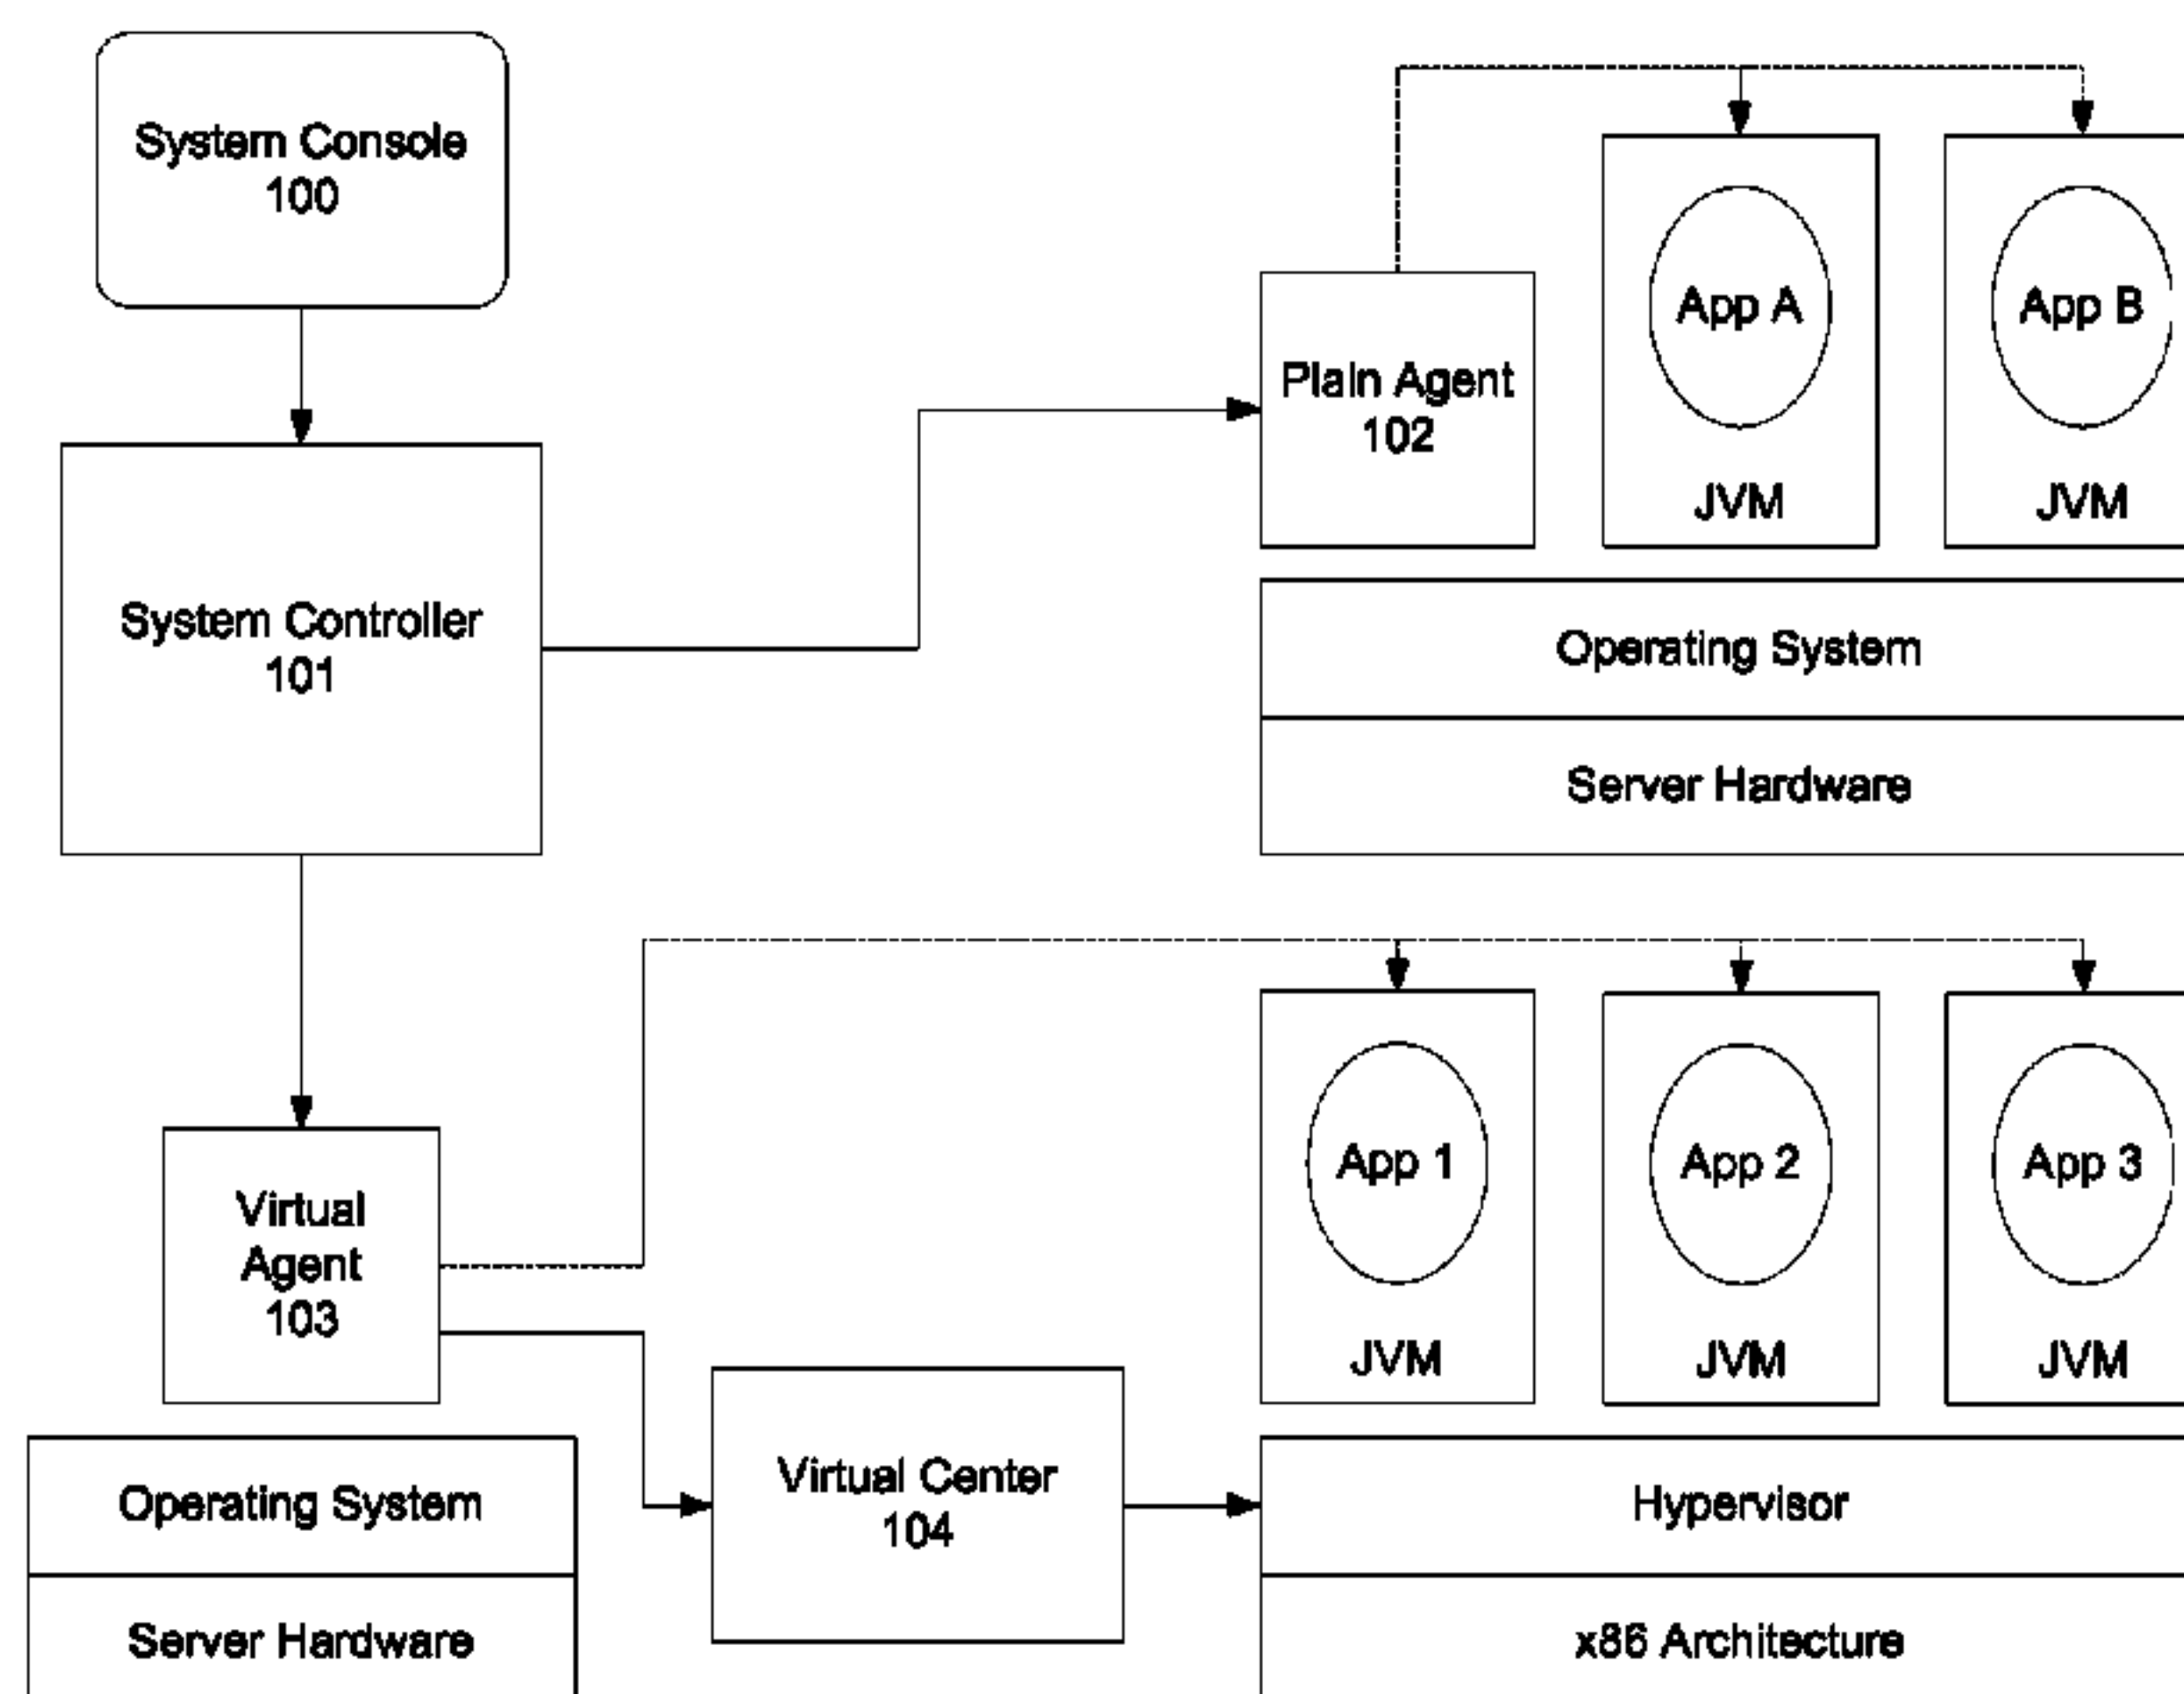 System Console
100
System Controller
101
Plain Agent
102
App A
JVM
App B
JVM
Operating System
Server Hardware
Virtual
Agent
103
Operating System
Server Hardware
Virtual Center
104
App 1
JVM
App 2
JVM
App 3
JVM
Hypervisor
x86 Architecture